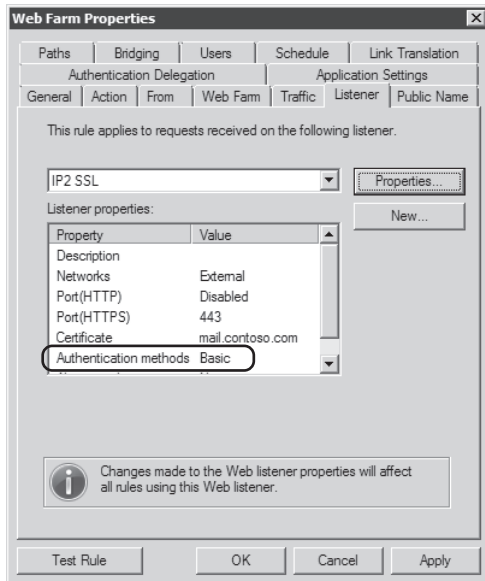 Web Farm Properties
Paths Bridging Users Schedule Link Translation
Authentication Delegation Application Settings
General Action From Web Farm Traffic Listener Public Name
This rule applies to requests received on the following listener.
IP2 SSL Properties...
Listener properties: New...
Property Value
Description
Networks External
Port(HTTP) Disabled
Port(HTTPS) 443
Certificate mail.contoso.com
Authentication methods Basic
Changes made to the Web listener properties will affect
all rules using this Web listener.
Test Rule OK Cancel Apply